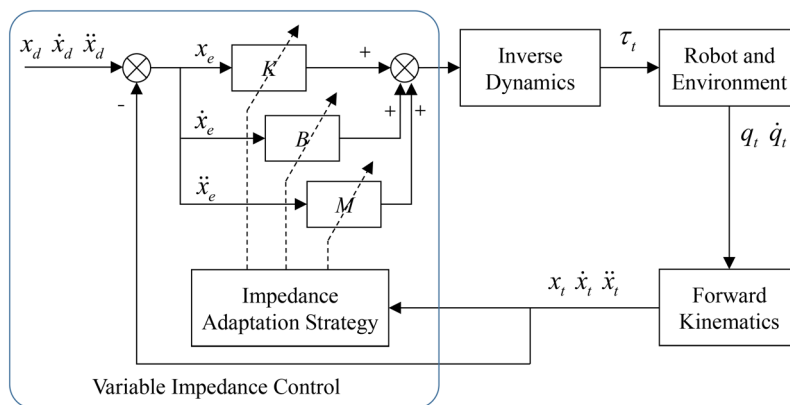 x_d ẋ_d ẍ_d
-
x_e
K
+
ẋ_e
B
+
+
ẍ_e
M
Inverse
Dynamics
τ_t
Robot and
Environment
q_t q̇_t
Impedance
Adaptation Strategy
x_t ẋ_t ẍ_t
Forward
Kinematics
Variable Impedance Control